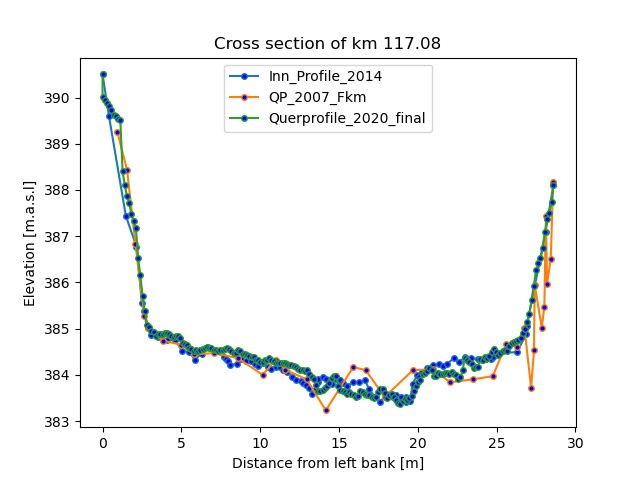 Cross section of km 117.08
Inn_Profile_2014
QP_2007_Fkm
Querprofile_2020_final
Elevation [m.a.s.l]
390
389
388
387
386
385
384
383
0 5 10 15 20 25 30
Distance from left bank [m]